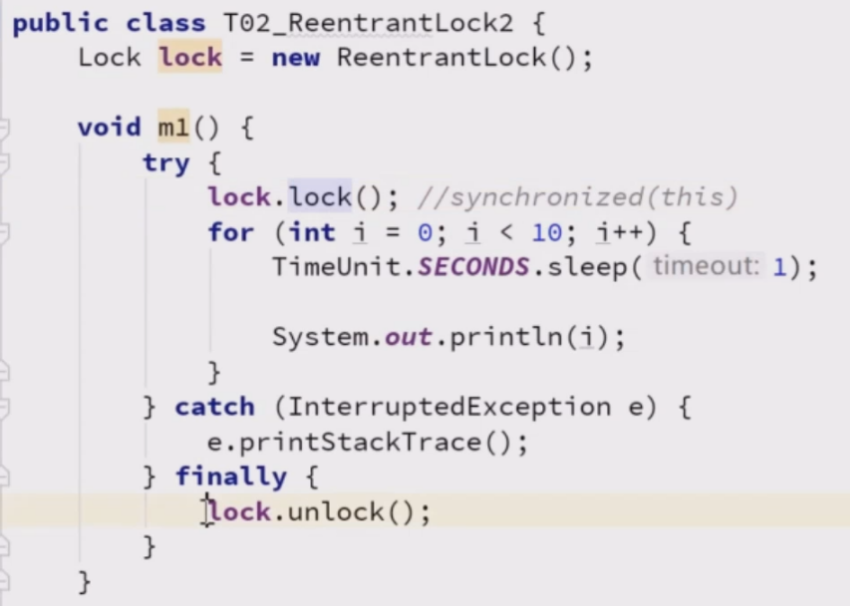 public class T02_ReentrantLock2 {
    Lock lock = new ReentrantLock();

    void m1() {
        try {
            lock.lock(); //synchronized(this)
            for (int i = 0; i < 10; i++) {
                TimeUnit.SECONDS.sleep( timeout: 1);

                System.out.println(i);
            }
        } catch (InterruptedException e) {
            e.printStackTrace();
        } finally {
            lock.unlock();
        }
    }